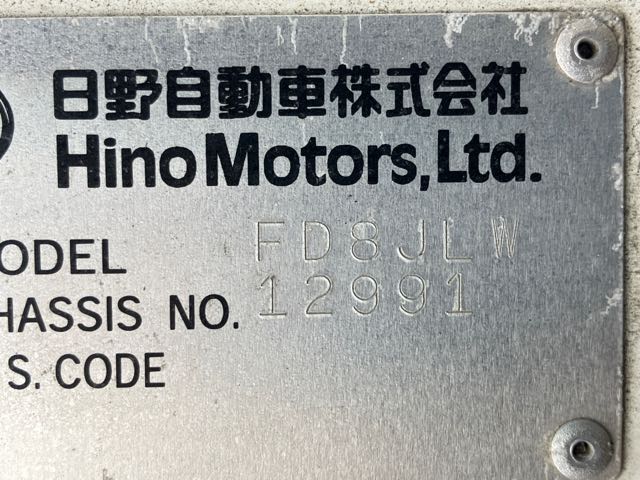 日野自動車株式会社
Hino Motors, Ltd.
ODEL FD8JLW
HASSIS NO. 12991
S. CODE